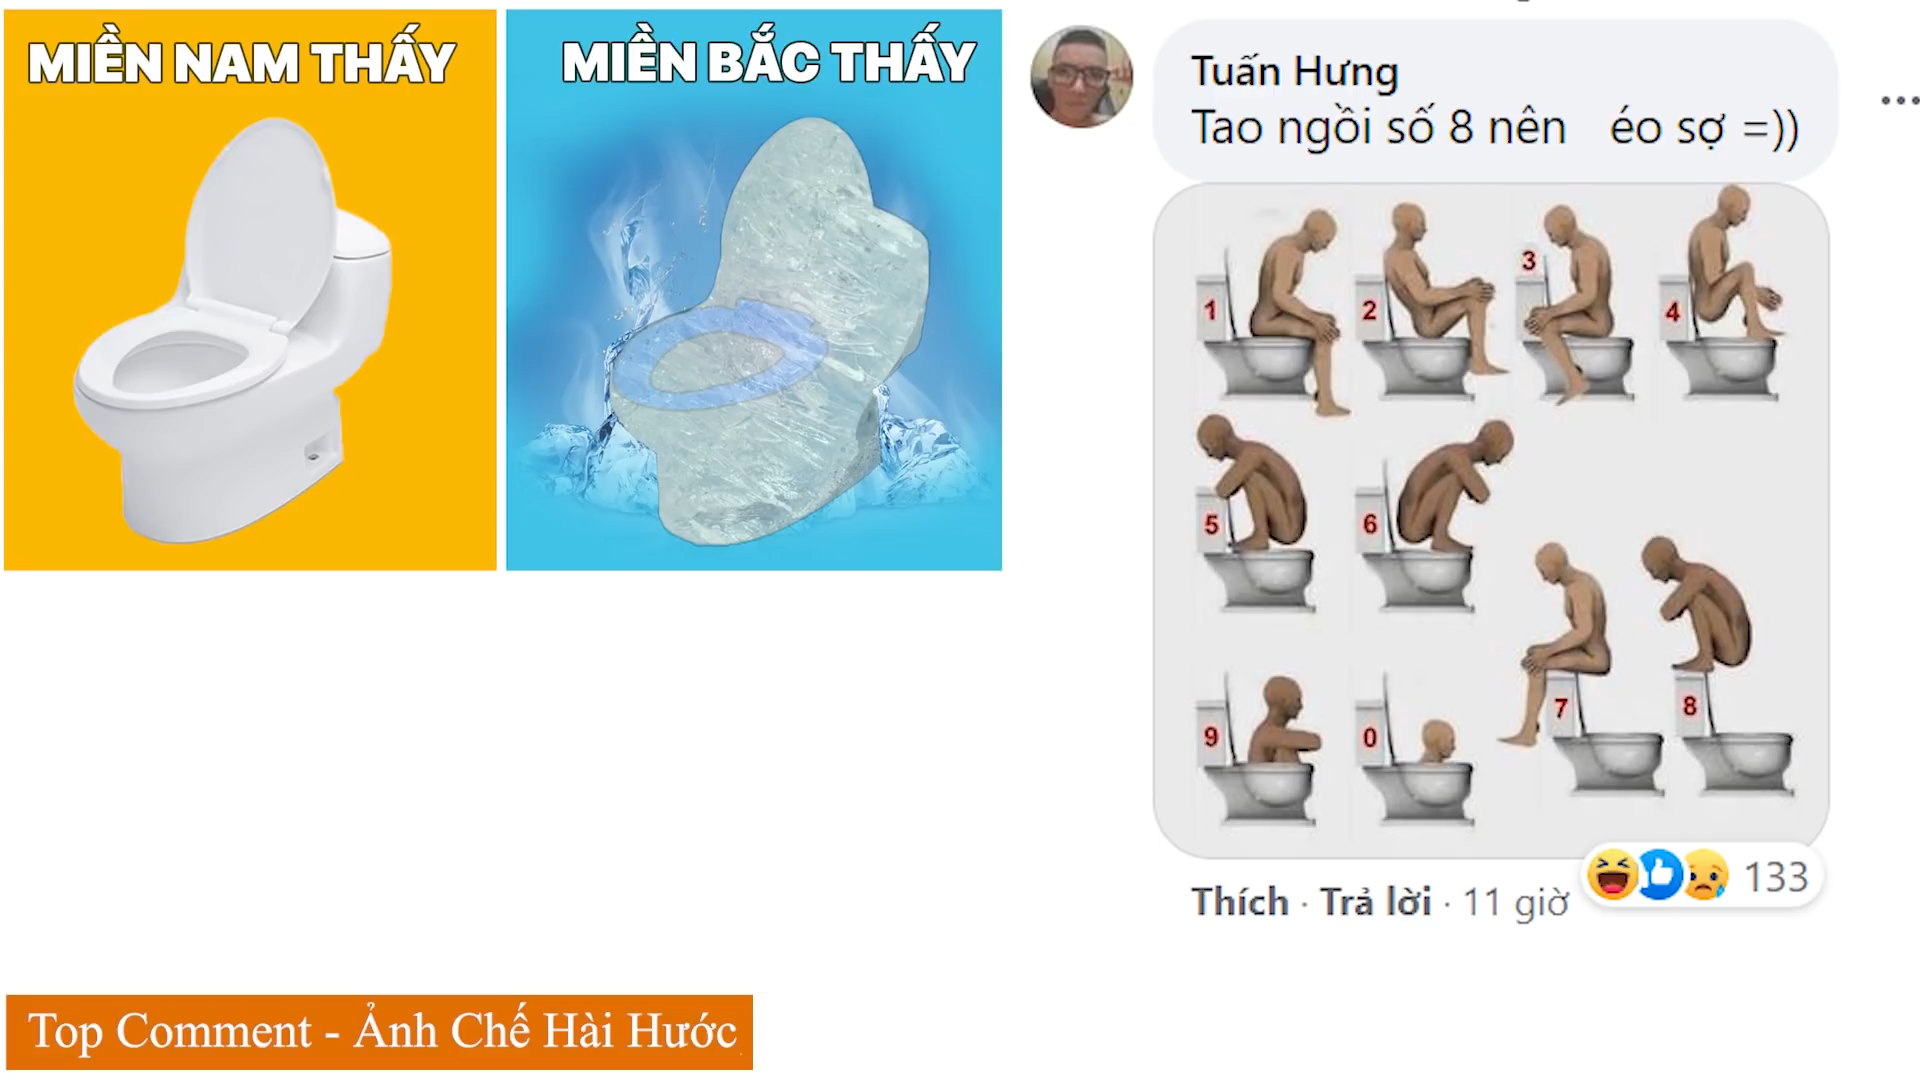 MIỀN NAM THẤY
MIỀN BẮC THẤY
Tuấn Hưng
Tao ngồi số 8 nên éo sợ =))
1
2
3
4
5
6
7
8
9
0
133
Thích · Trả lời · 11 giờ
Top Comment - Ảnh Chế Hài Hước